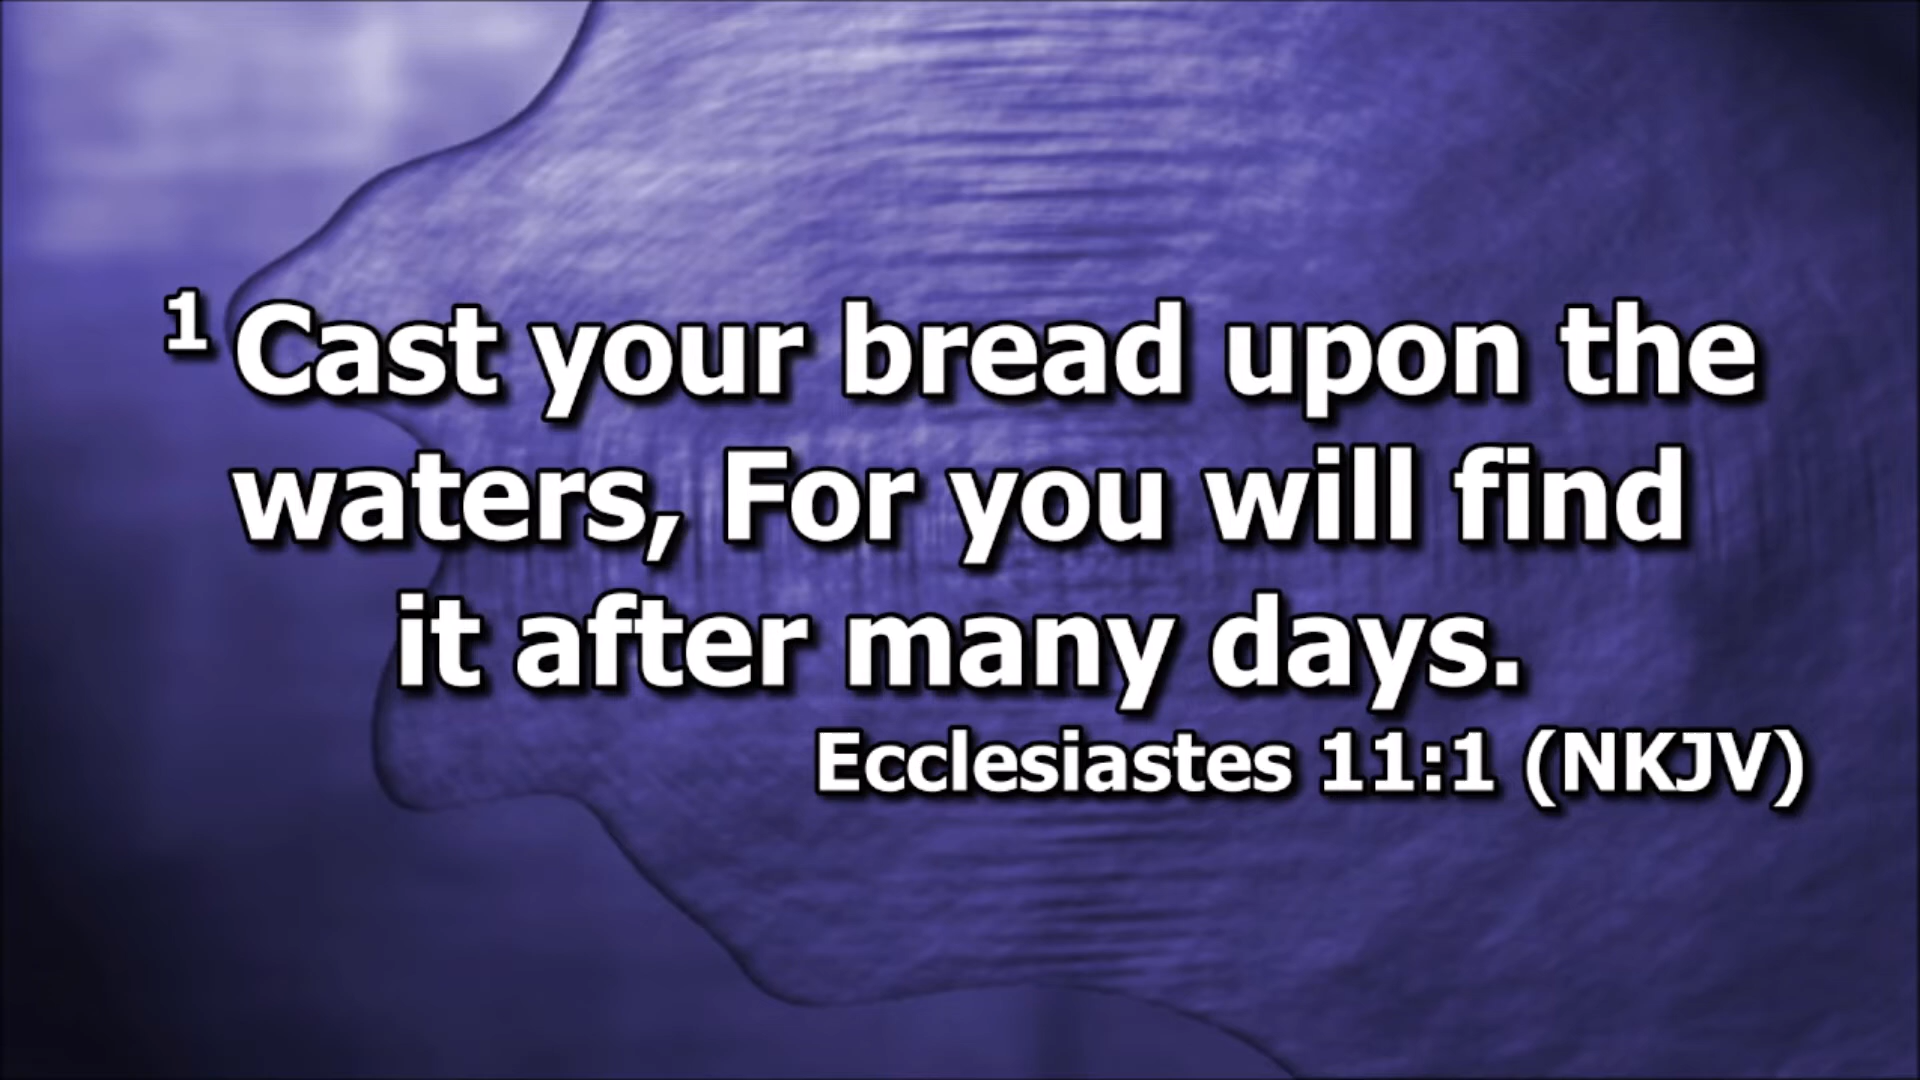 1 Cast your bread upon the
waters, For you will find
it after many days.
Ecclesiastes 11:1 (NKJV)